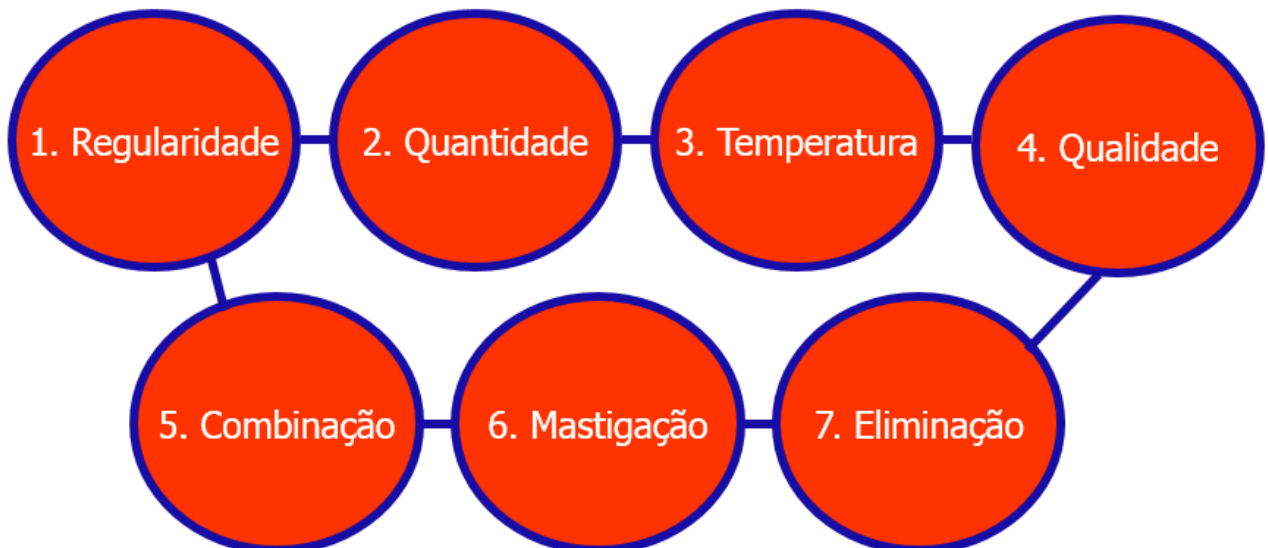 1. Regularidade
2. Quantidade
3. Temperatura
4. Qualidade
5. Combinação
6. Mastigação
7. Eliminação